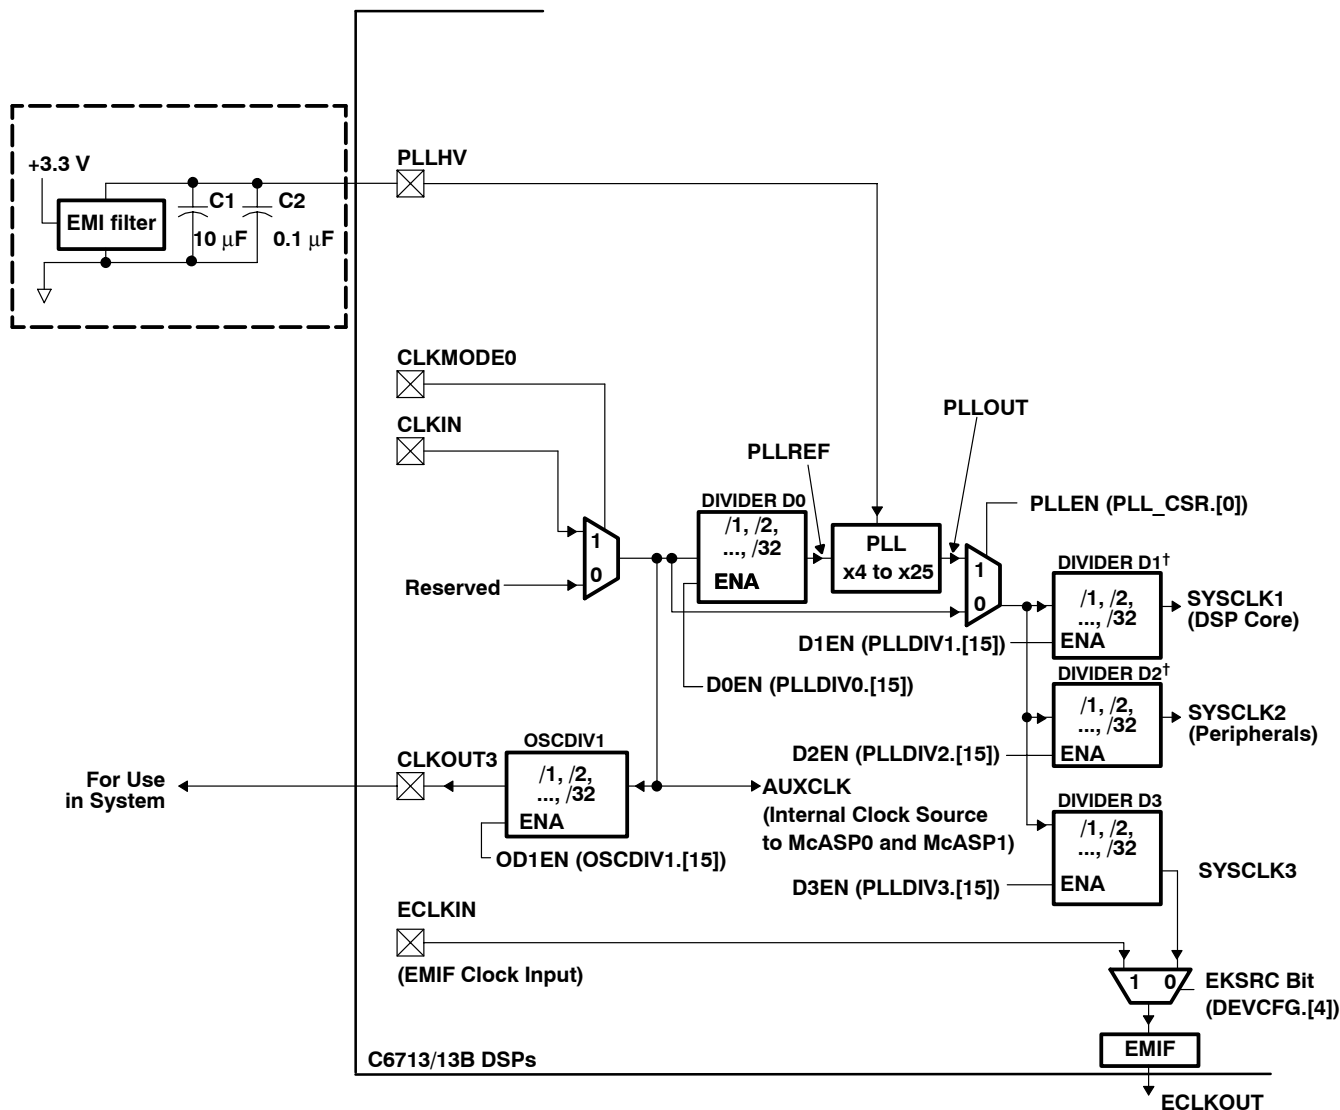 +3.3 V
EMI filter
C1
C2
10 μF
0.1 μF
PLLHV
CLKMODE0
CLKIN
Reserved
1
0
PLLREF
PLLOUT
DIVIDER D0
/1, /2,
..., /32
ENA
PLL
x4 to x25
PLLEN (PLL_CSR.[0])
1
0
DIVIDER D1†
/1, /2,
..., /32
ENA
SYSCLK1
(DSP Core)
D1EN (PLLDIV1.[15])
D0EN (PLLDIV0.[15])
DIVIDER D2†
/1, /2,
..., /32
ENA
SYSCLK2
(Peripherals)
D2EN (PLLDIV2.[15])
For Use
in System
CLKOUT3
OSCDIV1
/1, /2,
..., /32
ENA
OD1EN (OSCDIV1.[15])
AUXCLK
(Internal Clock Source
to McASP0 and McASP1)
DIVIDER D3
/1, /2,
..., /32
ENA
SYSCLK3
D3EN (PLLDIV3.[15])
ECLKIN
(EMIF Clock Input)
1 0
EKSRC Bit
(DEVCFG.[4])
EMIF
C6713/13B DSPs
ECLKOUT